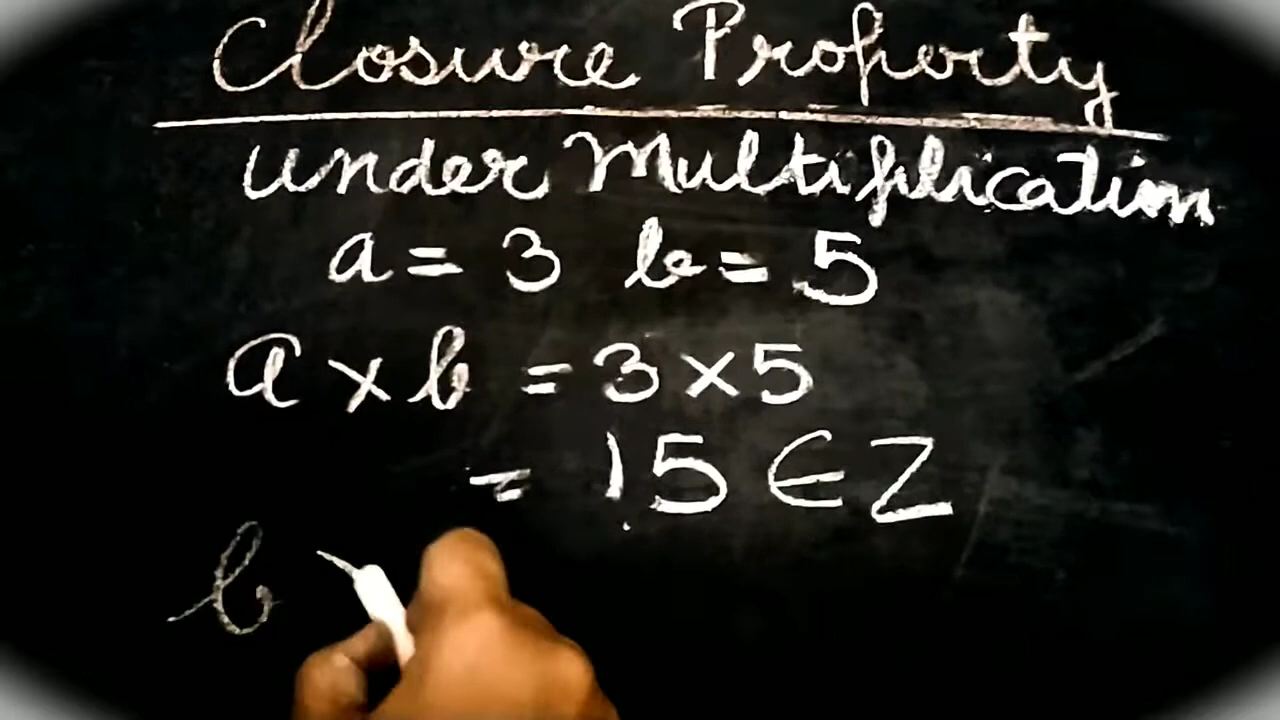 Closure Property
under Multiplication
a = 3 b = 5
a × b = 3 × 5
= 15 ∈ Z
b